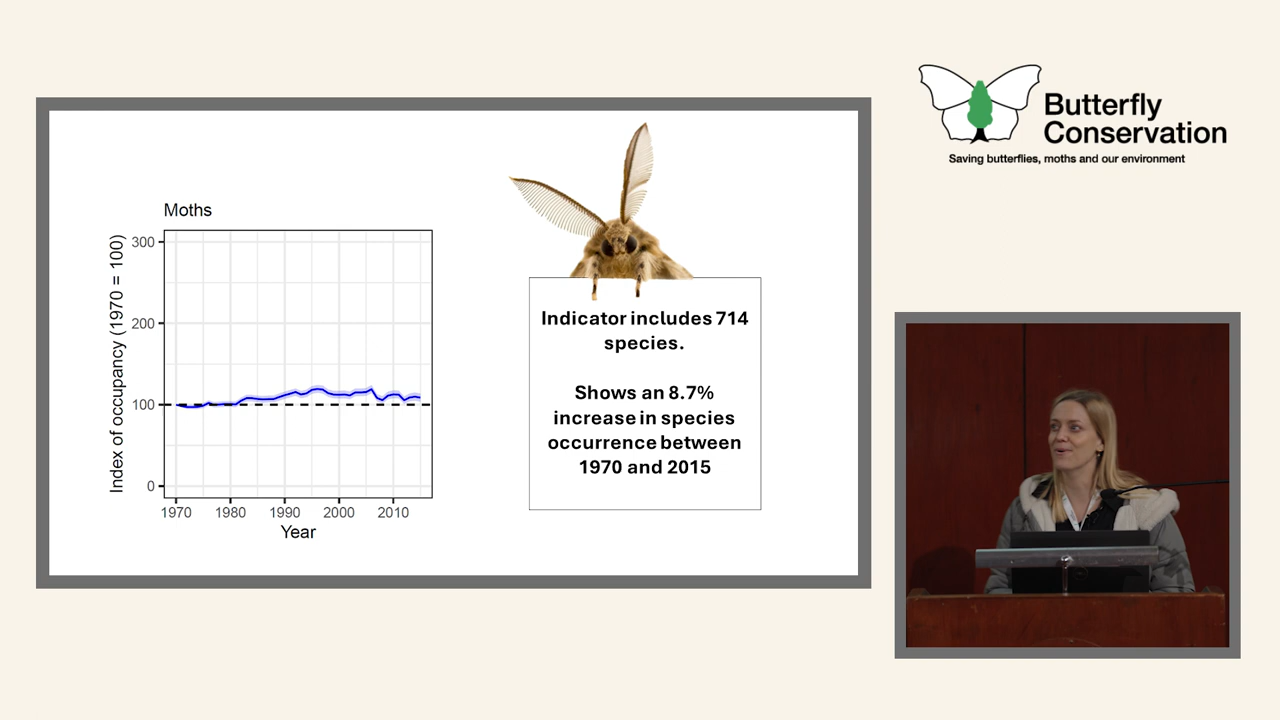 Butterfly
Conservation
Saving butterflies, moths and our environment
Moths
Index of occupancy (1970 = 100)
300
200
100
0
1970 1980 1990 2000 2010
Year
Indicator includes 714
species.
Shows an 8.7%
increase in species
occurrence between
1970 and 2015